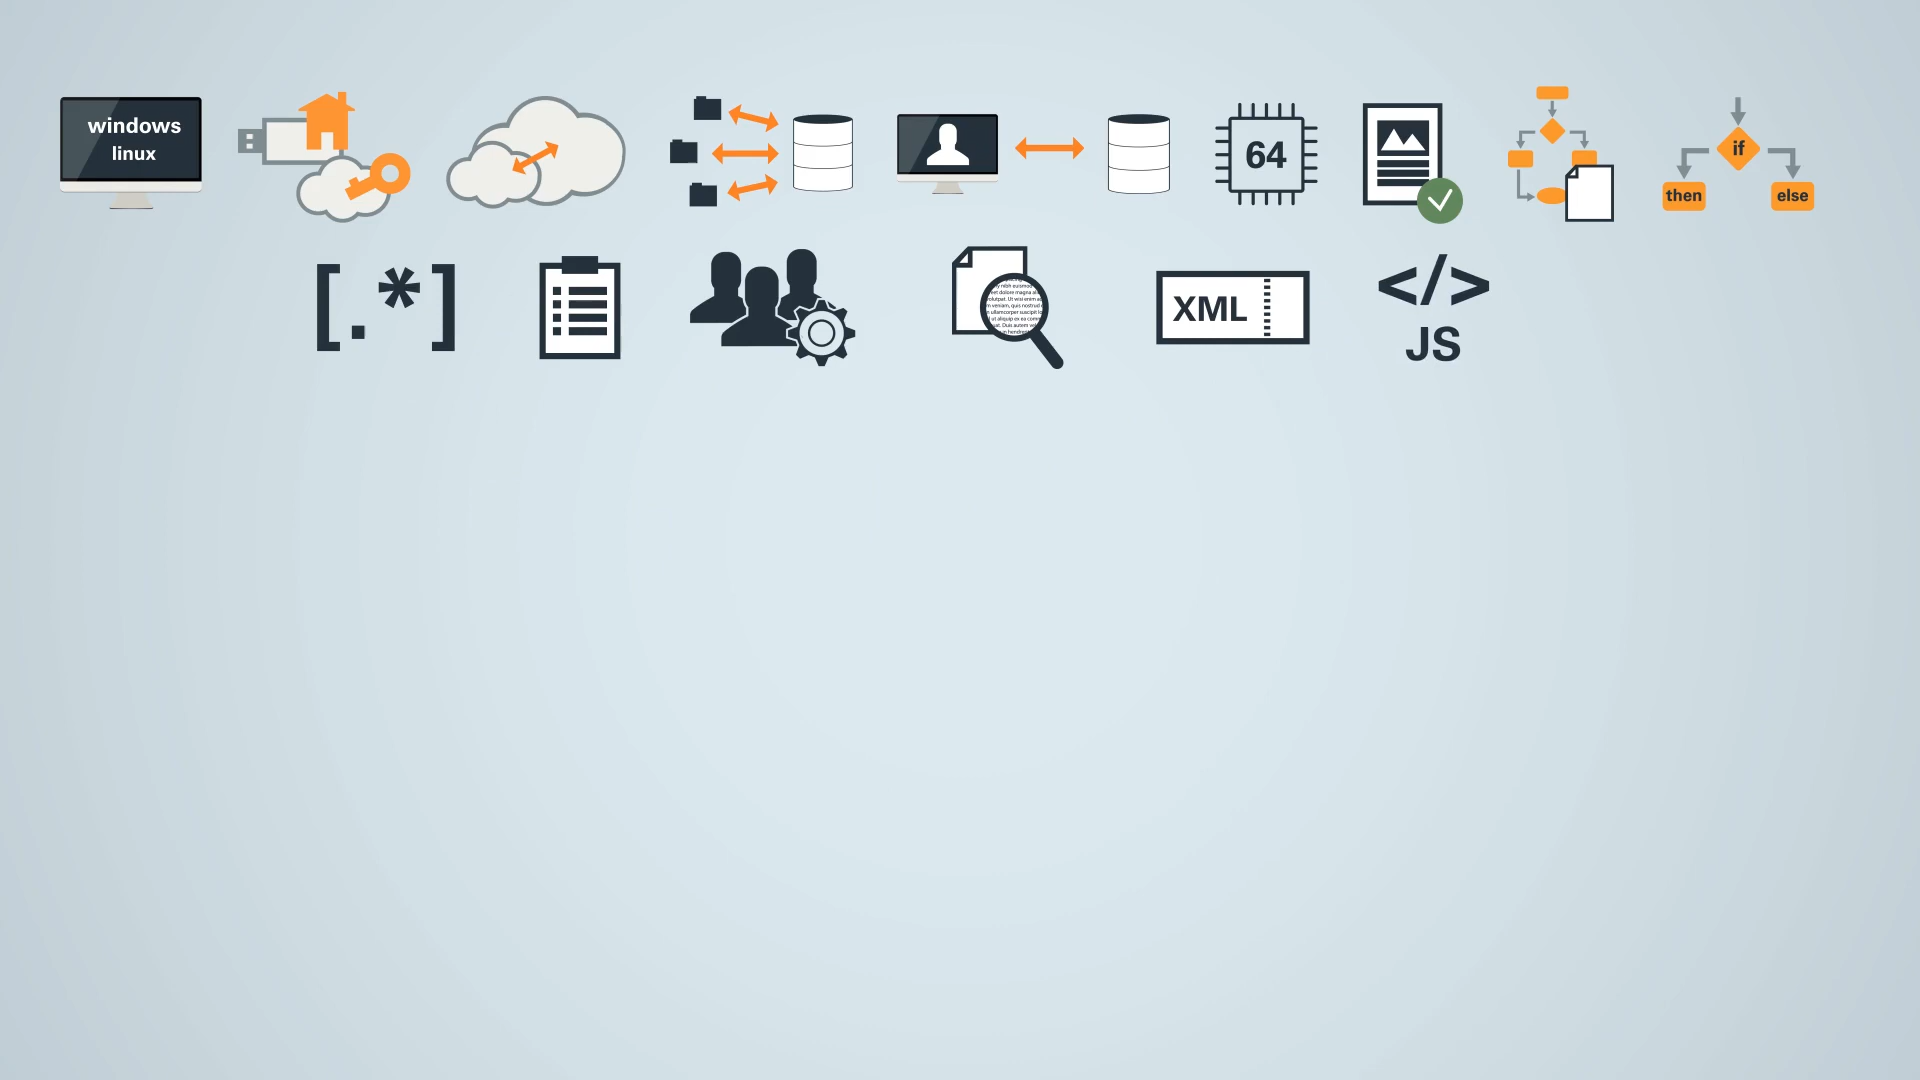 windows
linux
64
if
then
else
[.*]
XML
</>
JS